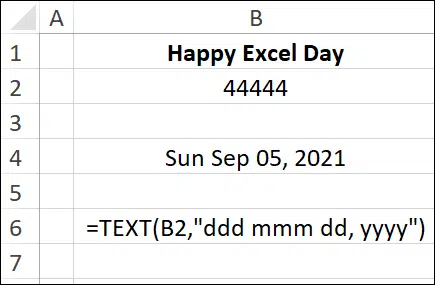 A B
1 Happy Excel Day
2 44444
3
4 Sun Sep 05, 2021
5
6 =TEXT(B2,"ddd mmm dd, yyyy")
7